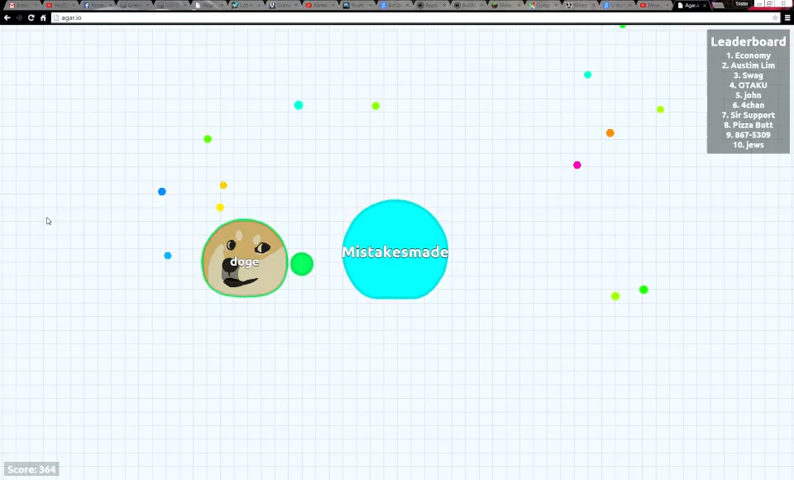 agar.io
Leaderboard
1. Economy
2. Austim Lim
3. Swag
4. OTAKU
5. john
6. 4chan
7. Sir Support
8. Pizza Butt
9. 867-5309
10. jews
doge
Mistakesmade
Score: 364